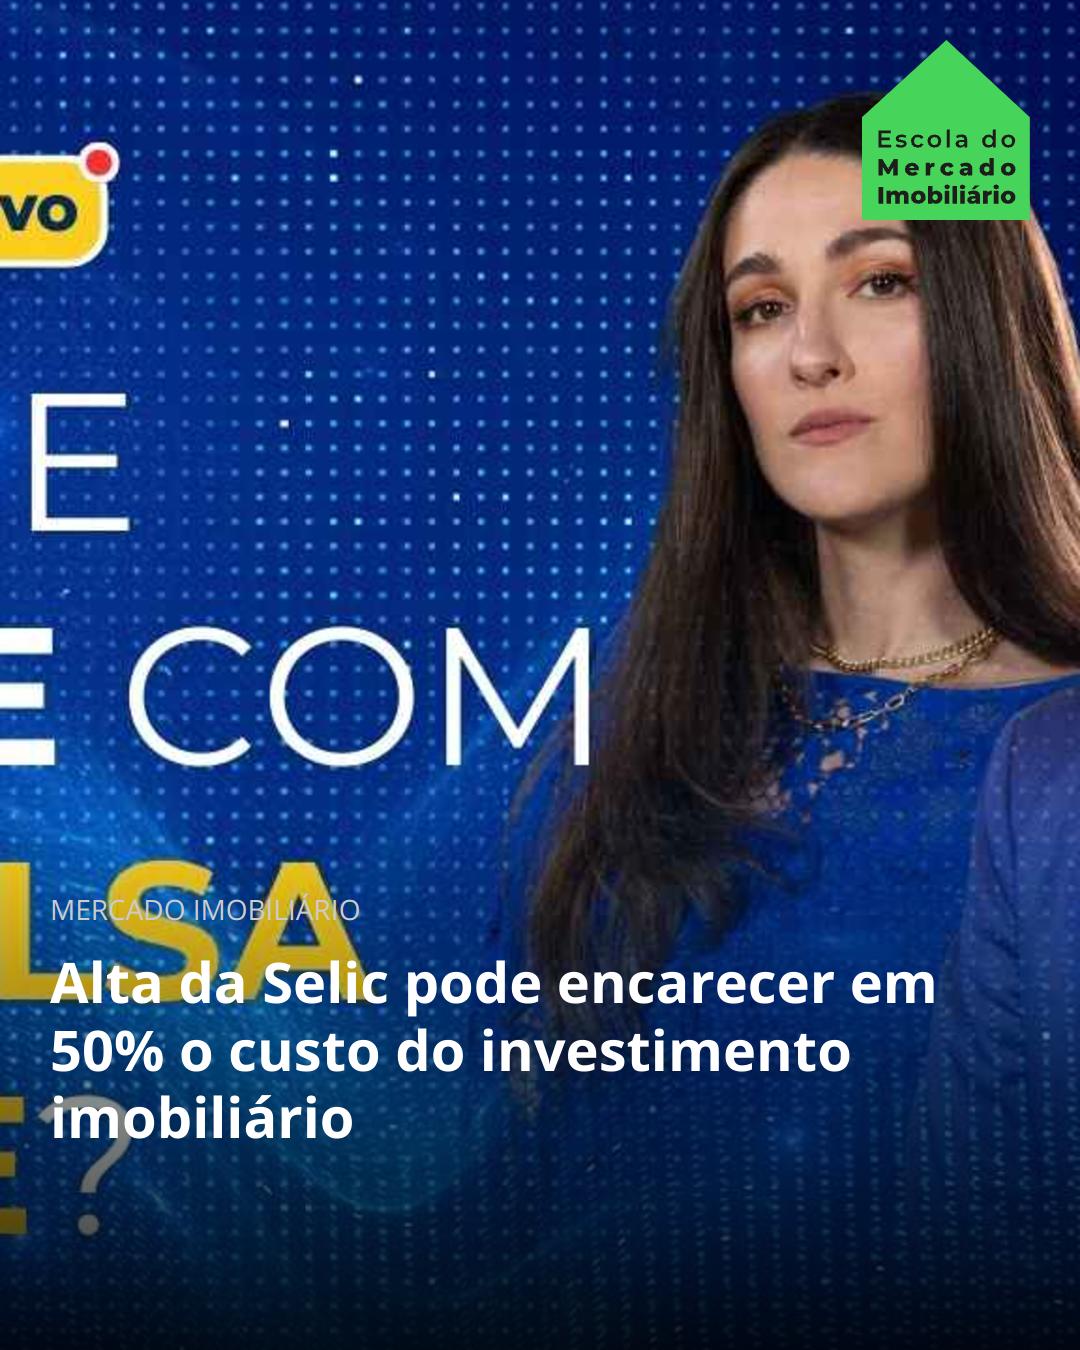 Escola do
Mercado
Imobiliário
vo
E
E COM
LSA
MERCADO IMOBILIÁRIO
Alta da Selic pode encarecer em
50% o custo do investimento
imobiliário
E?